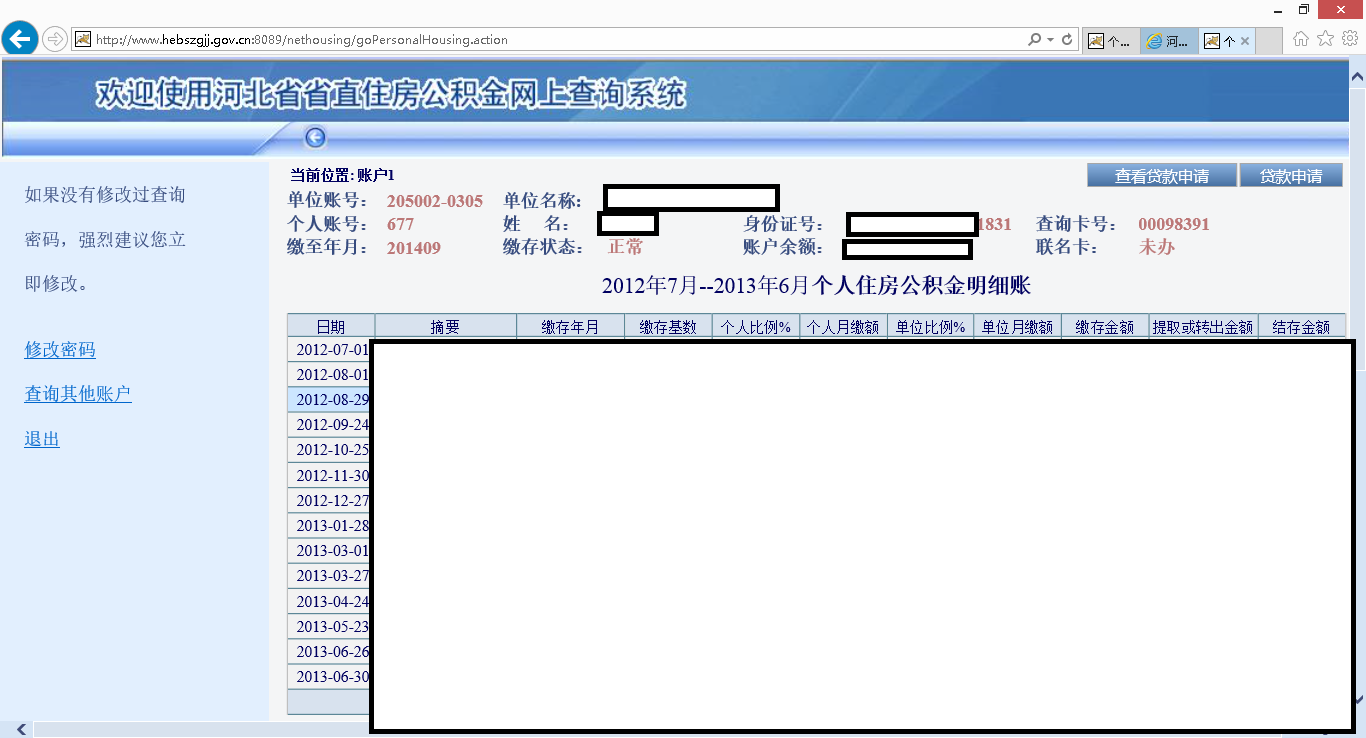 http://www.hebszgjj.gov.cn:8089/nethousing/goPersonalHousing.action
个...
河...
个
欢迎使用河北省省直住房公积金网上查询系统
如果没有修改过查询
密码，强烈建议您立
即修改。
修改密码
查询其他账户
退出
当前位置: 账户1
查看贷款申请 贷款申请
单位账号： 205002-0305 单位名称：
个人账号： 677 姓 名： 身份证号： 1831 查询卡号： 00098391
缴至年月： 201409 缴存状态： 正常 账户余额： 联名卡： 未办
2012年7月--2013年6月个人住房公积金明细账
日期 摘要 缴存年月 缴存基数 个人比例% 个人月缴额 单位比例% 单位月缴额 缴存金额 提取或转出金额 结存金额
2012-07-01
2012-08-01
2012-08-29
2012-09-24
2012-10-25
2012-11-30
2012-12-27
2013-01-28
2013-03-01
2013-03-27
2013-04-24
2013-05-23
2013-06-26
2013-06-30